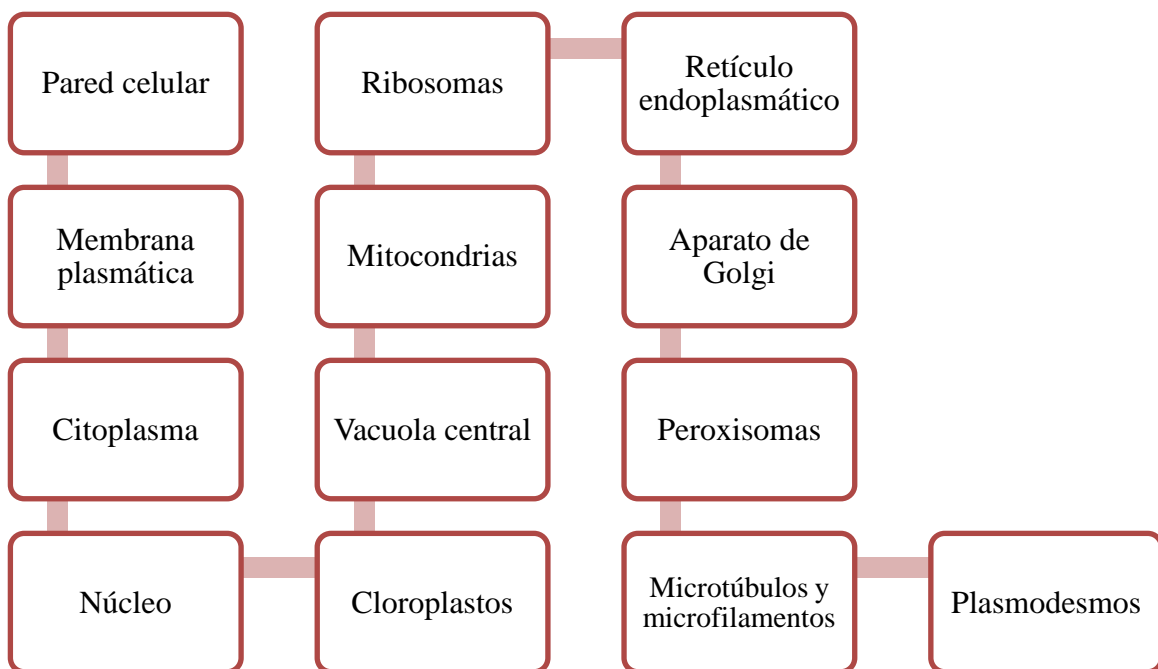 Pared celular
Membrana
plasmática
Citoplasma
Núcleo
Cloroplastos
Vacuola central
Mitocondrias
Ribosomas
Retículo
endoplasmático
Aparato de
Golgi
Peroxisomas
Microtúbulos y
microfilamentos
Plasmodesmos